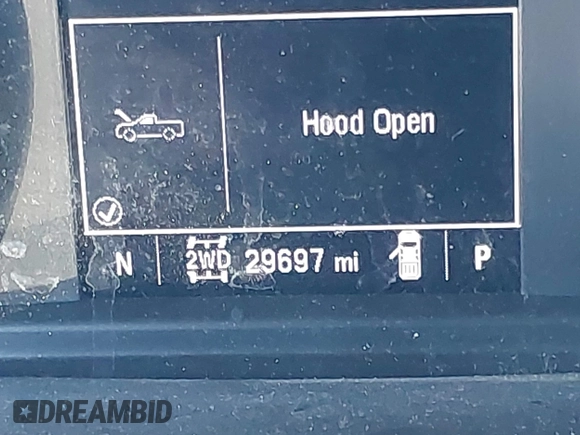 Hood Open
N 2WD 29697 mi P
DREAMBID